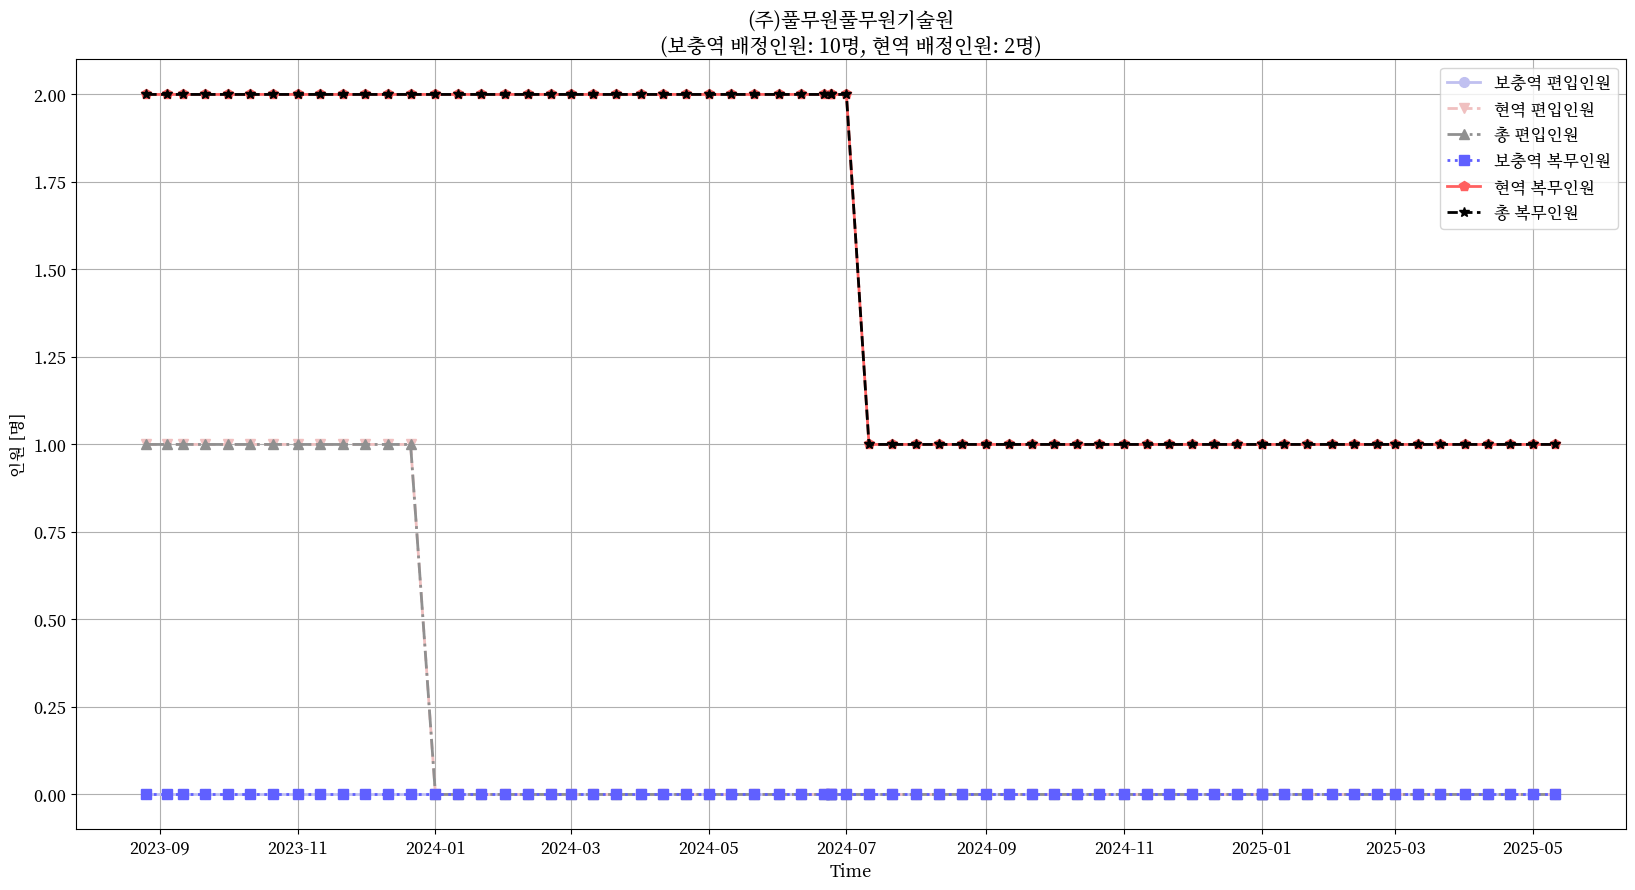 (주)풀무원풀무원기술원
(보충역 배정인원: 10명, 현역 배정인원: 2명)
보충역 편입인원
현역 편입인원
총 편입인원
보충역 복무인원
현역 복무인원
총 복무인원
인원 [명]
2.00
1.75
1.50
1.25
1.00
0.75
0.50
0.25
0.00
2023-09 2023-11 2024-01 2024-03 2024-05 2024-07 2024-09 2024-11 2025-01 2025-03 2025-05
Time